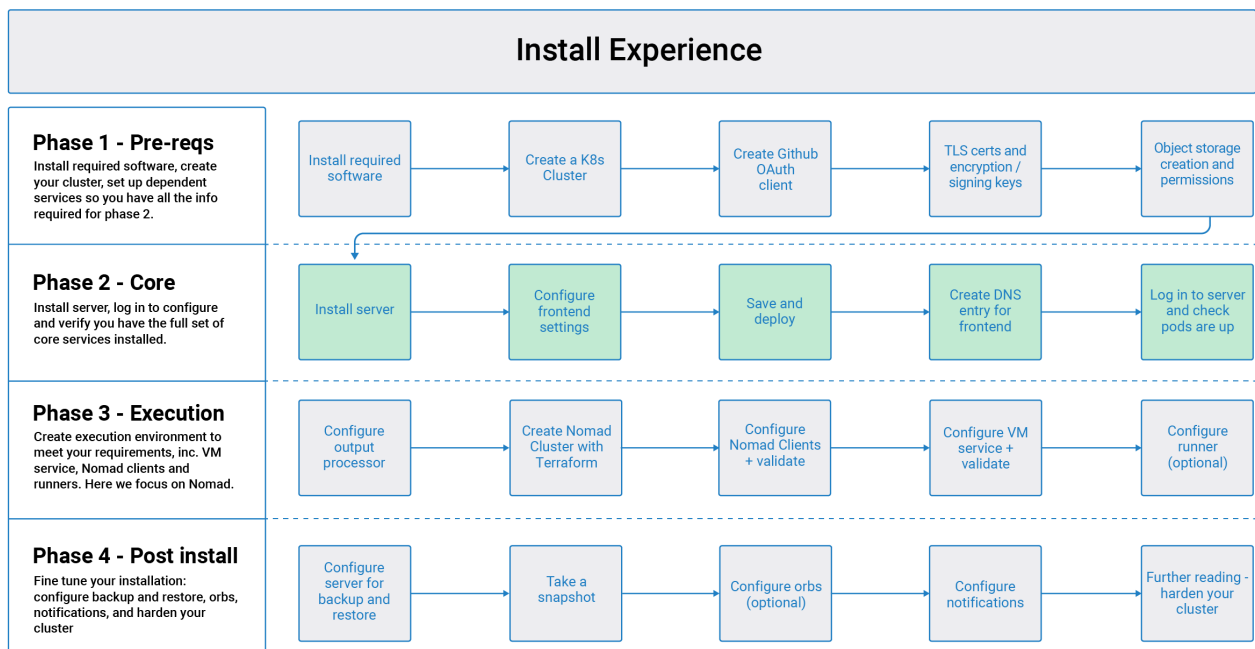 Install Experience
Phase 1 - Pre-reqs
Install required software, create
your cluster, set up dependent
services so you have all the info
required for phase 2.
Install required
software
Create a K8s
Cluster
Create Github
OAuth
client
TLS certs and
encryption /
signing keys
Object storage
creation and
permissions
Phase 2 - Core
Install server, log in to configure
and verify you have the full set of
core services installed.
Install server
Configure
frontend
settings
Save and
deploy
Create DNS
entry for
frontend
Log in to server
and check
pods are up
Phase 3 - Execution
Create execution environment to
meet your requirements, inc. VM
service, Nomad clients and
runners. Here we focus on Nomad.
Configure
output
processor
Create Nomad
Cluster with
Terraform
Configure
Nomad Clients
+ validate
Configure VM
service +
validate
Configure
runner
(optional)
Phase 4 - Post install
Fine tune your installation:
configure backup and restore, orbs,
notifications, and harden your
cluster
Configure
server for
backup and
restore
Take a
snapshot
Configure orbs
(optional)
Configure
notifications
Further reading -
harden your
cluster